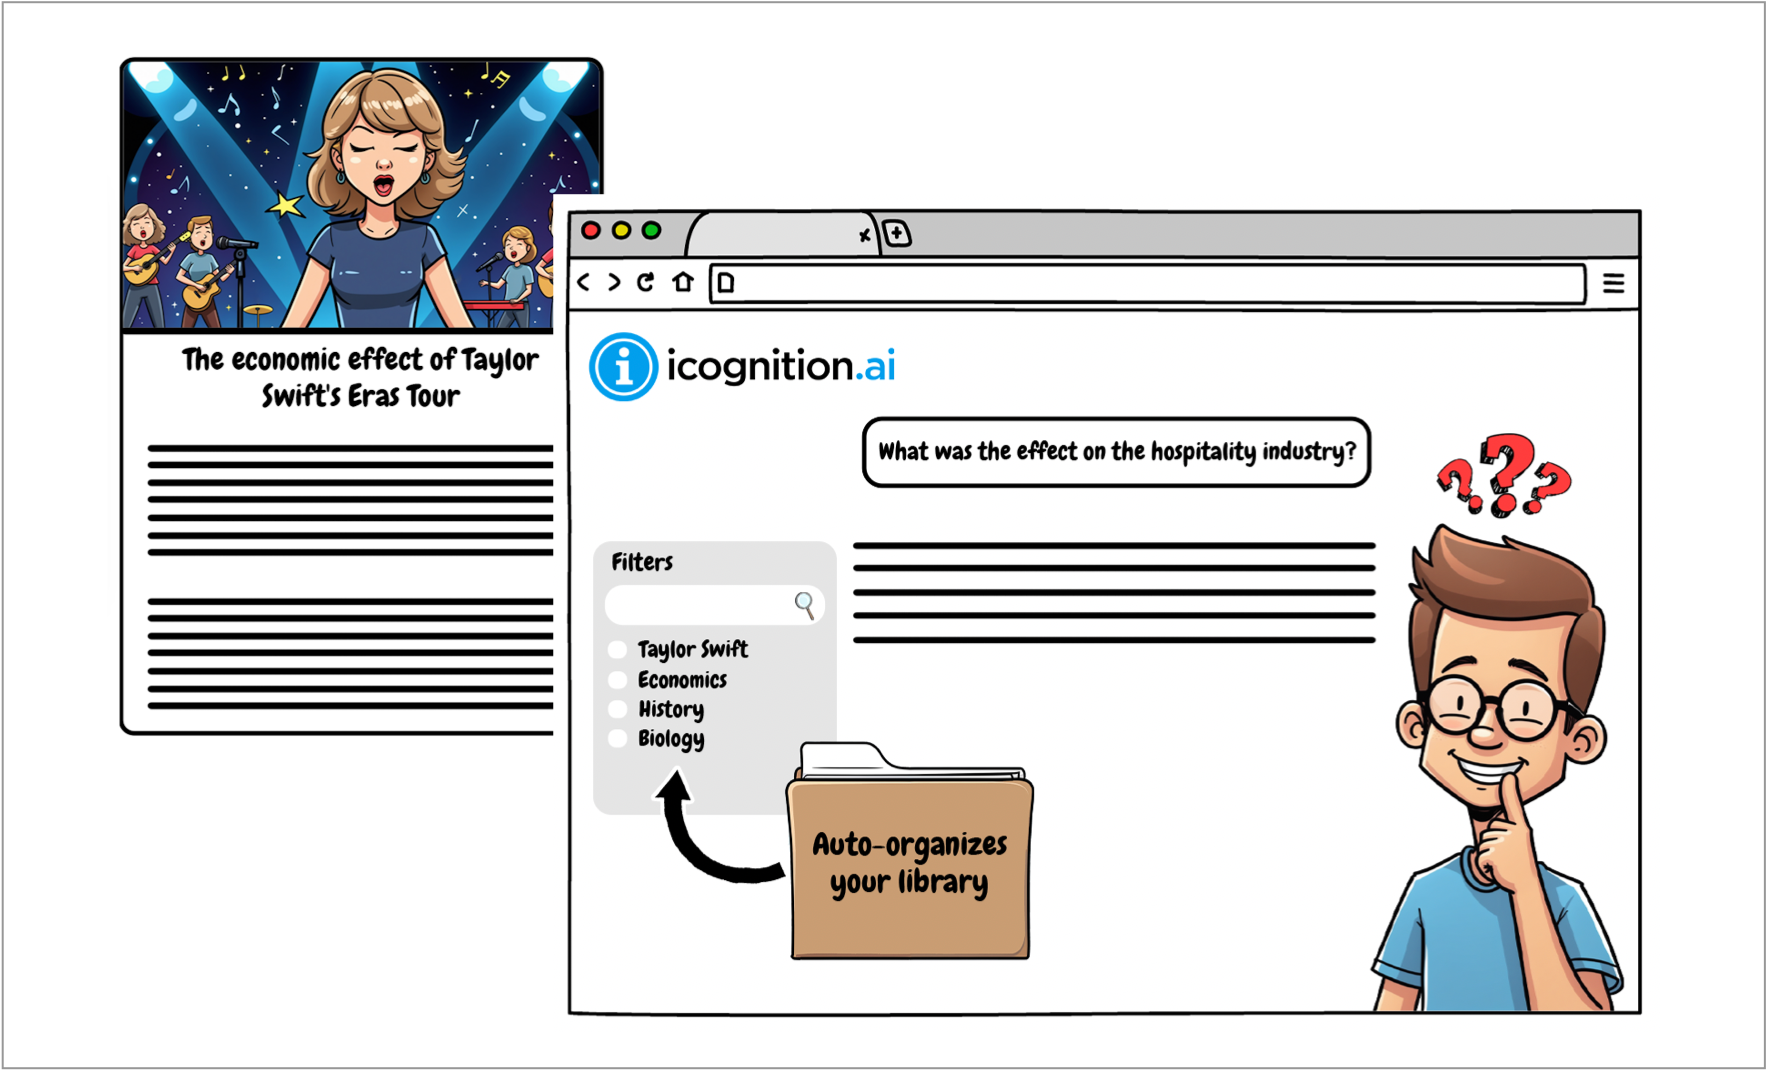 The economic effect of Taylor
Swift's Eras Tour
icognition.ai
What was the effect on the hospitality industry?
???
Filters
Taylor Swift
Economics
History
Biology
Auto-organizes
your library